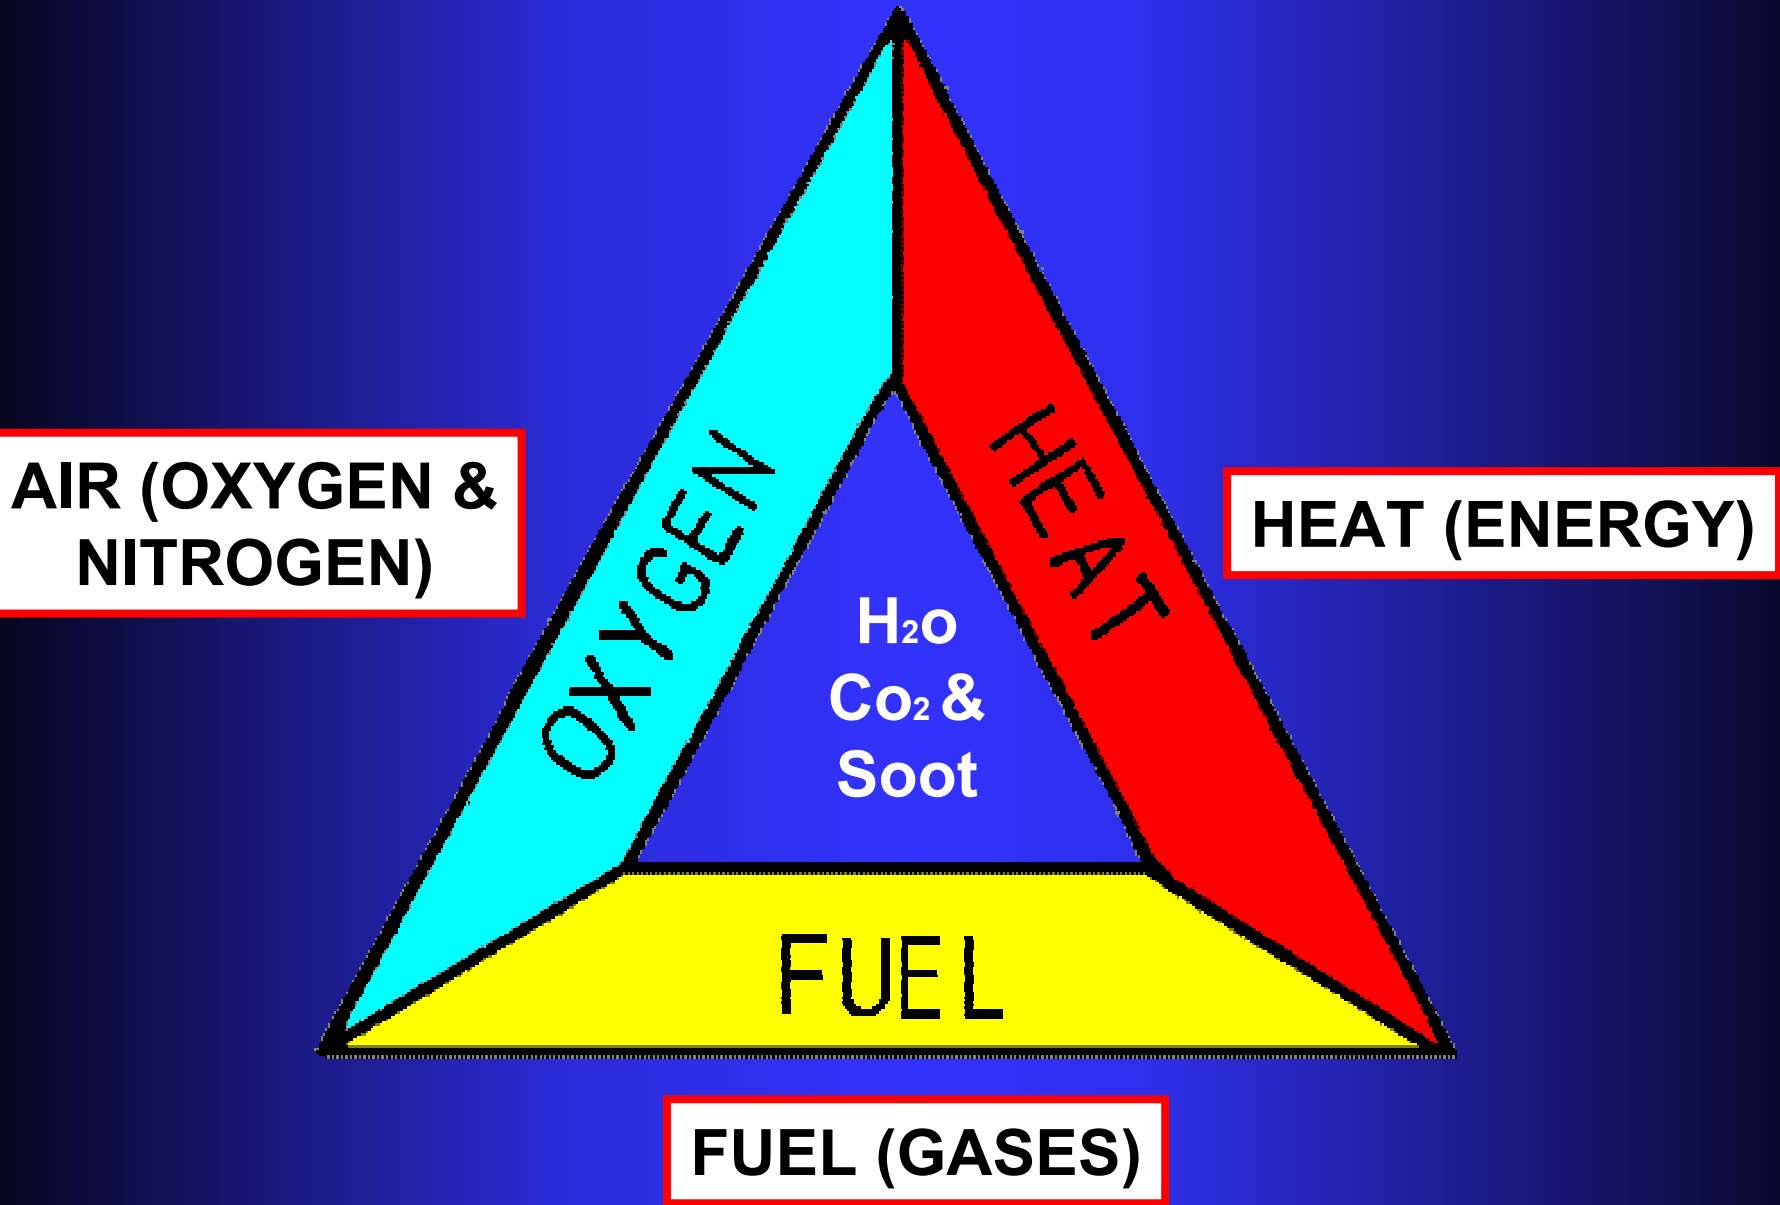 OXYGEN
HEAT
AIR (OXYGEN &
NITROGEN)
HEAT (ENERGY)
H₂o
Co₂ &
Soot
FUEL
FUEL (GASES)